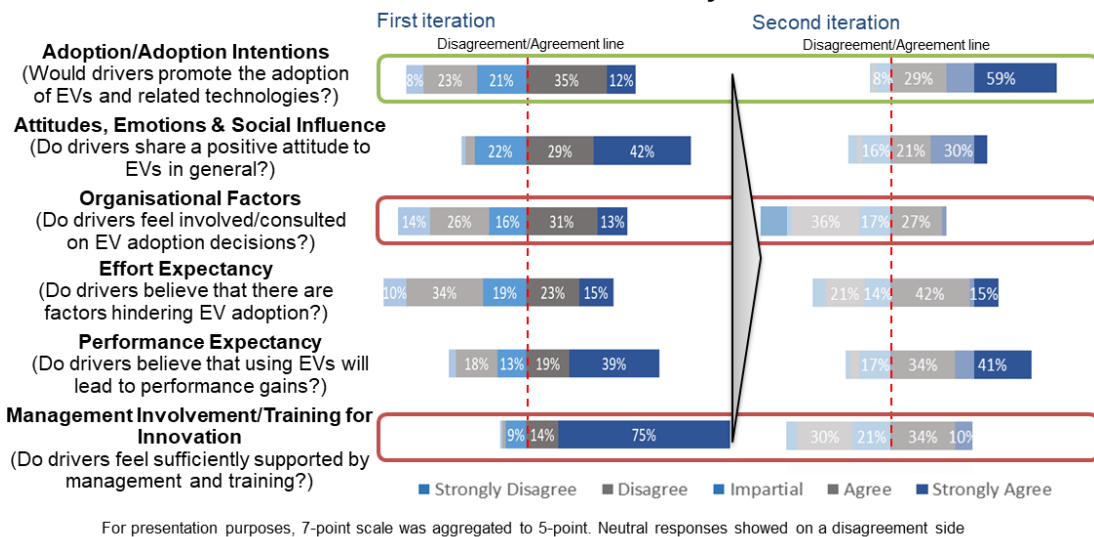 First iteration
Second iteration
Disagreement/Agreement line
Disagreement/Agreement line
Adoption/Adoption Intentions
(Would drivers promote the adoption
of EVs and related technologies?)
8% 23% 21% 35% 12%
8% 29% 59%
Attitudes, Emotions & Social Influence
(Do drivers share a positive attitude to
EVs in general?)
22% 29% 42%
16% 21% 30%
Organisational Factors
(Do drivers feel involved/consulted
on EV adoption decisions?)
14% 26% 16% 31% 13%
36% 17% 27%
Effort Expectancy
(Do drivers believe that there are
factors hindering EV adoption?)
10% 34% 19% 23% 15%
21% 14% 42% 15%
Performance Expectancy
(Do drivers believe that using EVs will
lead to performance gains?)
18% 13% 19% 39%
17% 34% 41%
Management Involvement/Training for
Innovation
(Do drivers feel sufficiently supported by
management and training?)
9% 14% 75%
30% 21% 34% 10%
Strongly Disagree Disagree Impartial Agree Strongly Agree
For presentation purposes, 7-point scale was aggregated to 5-point. Neutral responses showed on a disagreement side